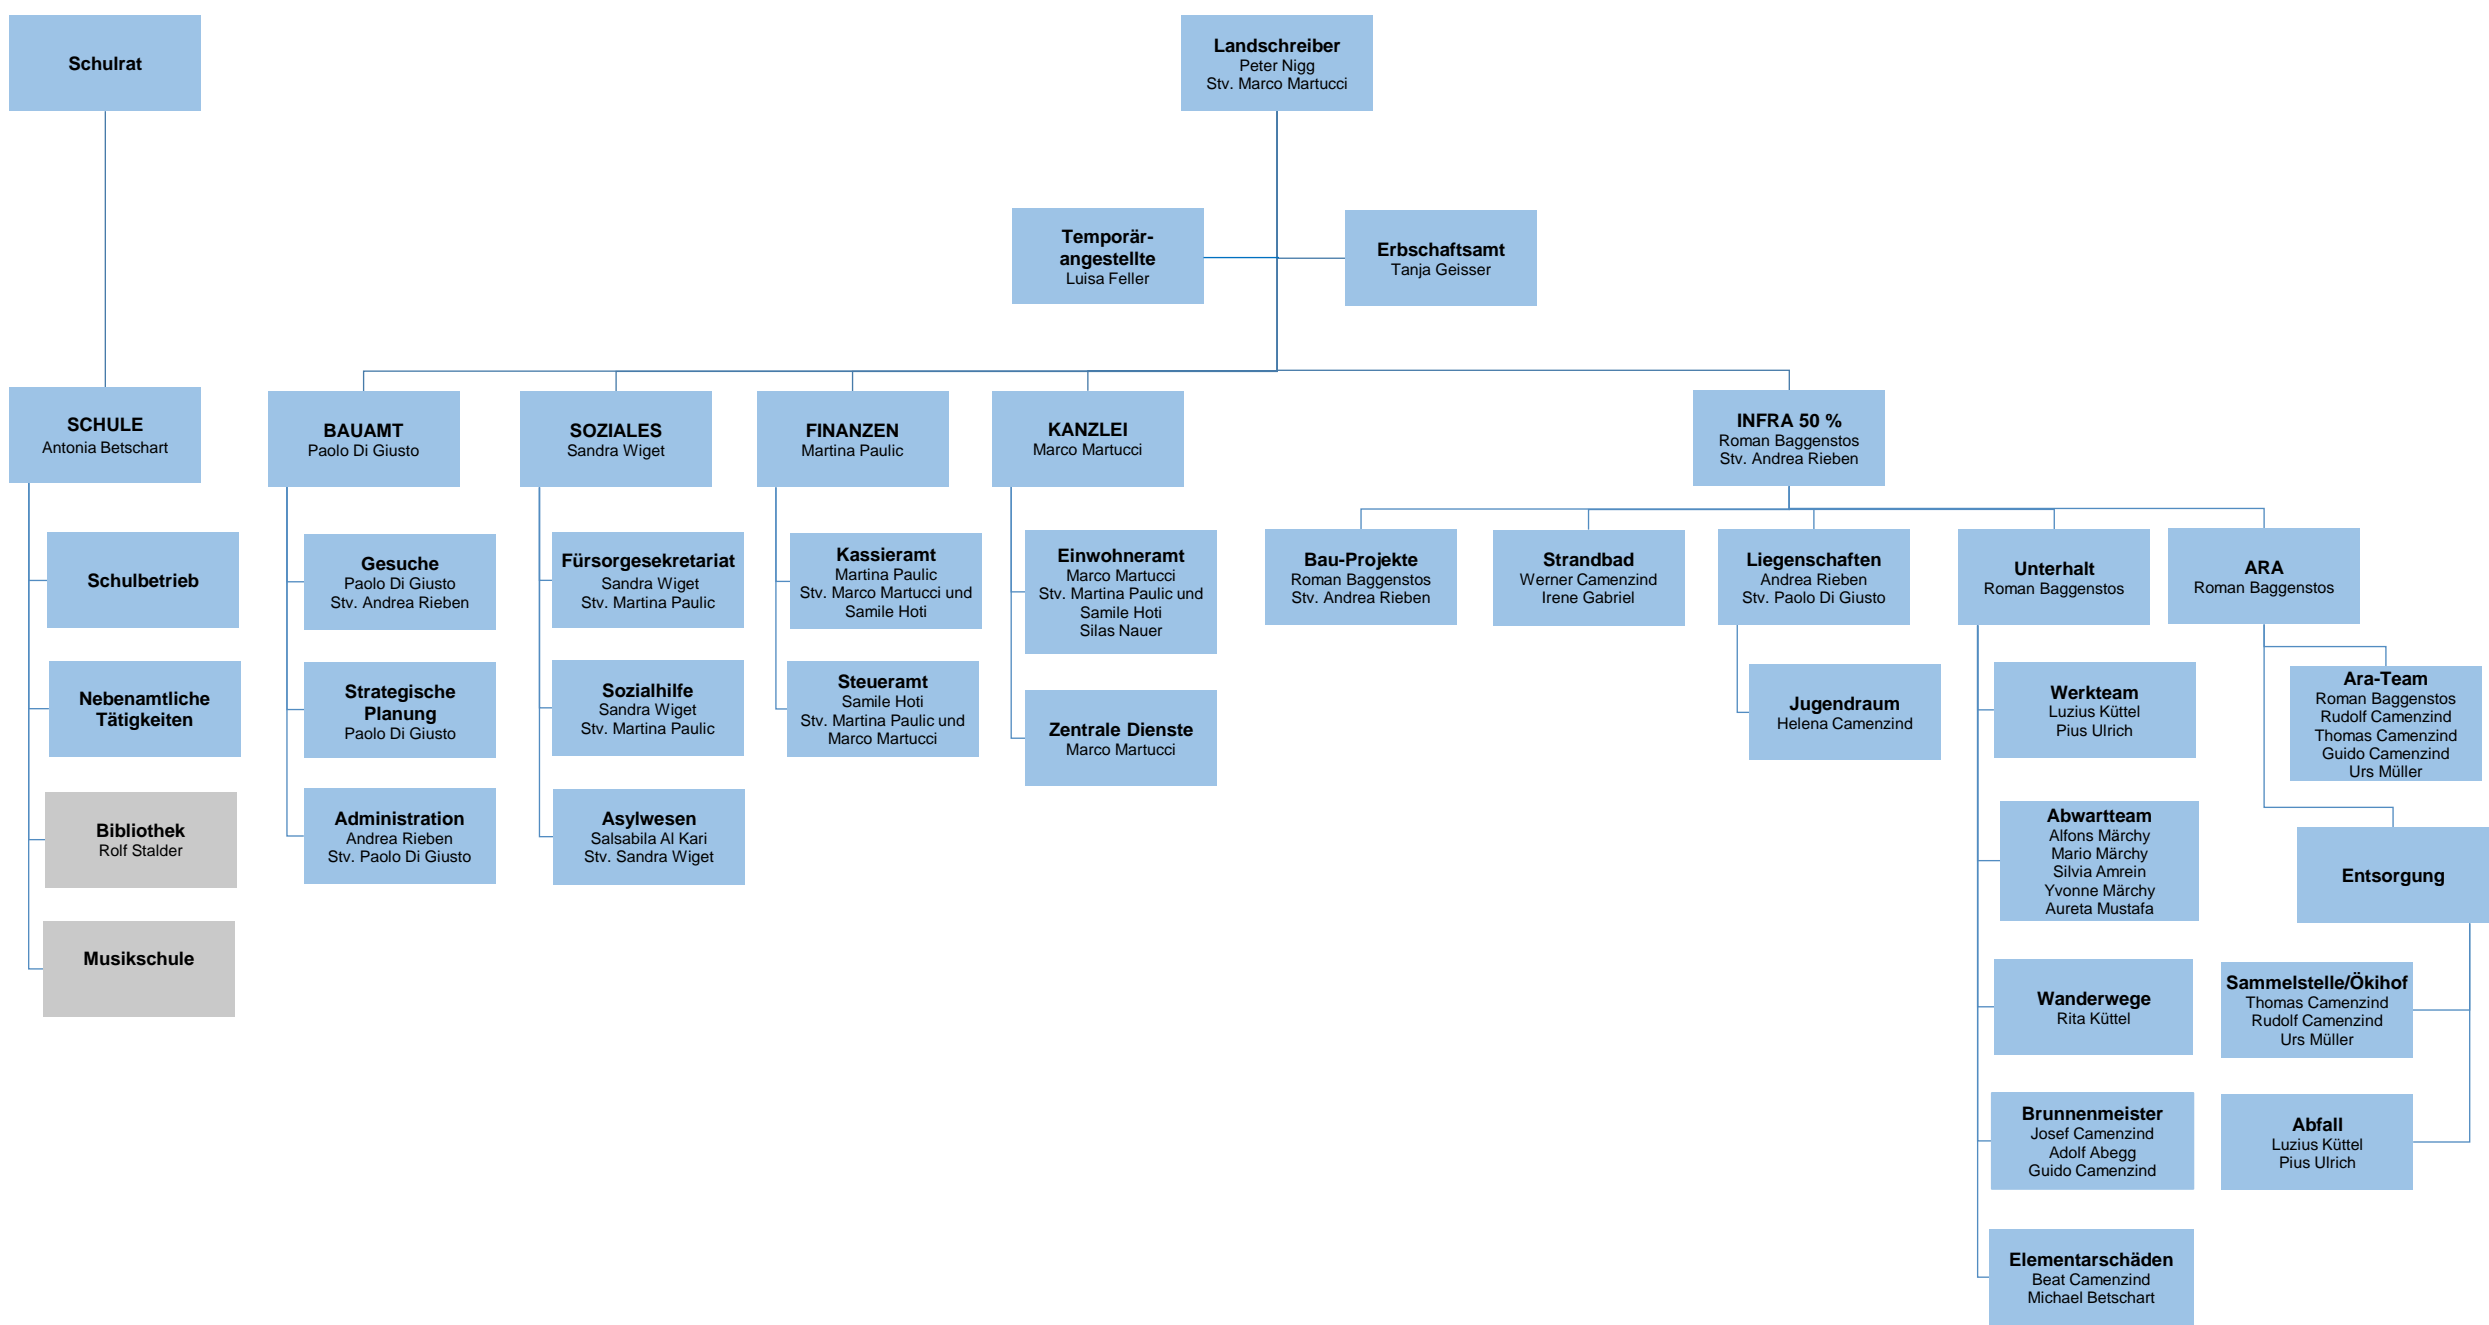 Schulrat
Landschreiber
Peter Nigg
Stv. Marco Martucci
Temporär-
angestellte
Luisa Feller
Erbschaftsamt
Tanja Geisser
SCHULE
Antonia Betschart
BAUAMT
Paolo Di Giusto
SOZIALES
Sandra Wiget
FINANZEN
Martina Paulic
KANZLEI
Marco Martucci
INFRA 50 %
Roman Baggenstos
Stv. Andrea Rieben
Schulbetrieb
Nebenamtliche
Tätigkeiten
Bibliothek
Rolf Stalder
Musikschule
Gesuche
Paolo Di Giusto
Stv. Andrea Rieben
Strategische
Planung
Paolo Di Giusto
Administration
Andrea Rieben
Stv. Paolo Di Giusto
Fürsorgesekretariat
Sandra Wiget
Stv. Martina Paulic
Sozialhilfe
Sandra Wiget
Stv. Martina Paulic
Asylwesen
Salsabila Al Kari
Stv. Sandra Wiget
Kassieramt
Martina Paulic
Stv. Marco Martucci und
Samile Hoti
Steueramt
Samile Hoti
Stv. Martina Paulic und
Marco Martucci
Einwohneramt
Marco Martucci
Stv. Martina Paulic und
Samile Hoti
Silas Nauer
Zentrale Dienste
Marco Martucci
Bau-Projekte
Roman Baggenstos
Stv. Andrea Rieben
Strandbad
Werner Camenzind
Irene Gabriel
Liegenschaften
Andrea Rieben
Stv. Paolo Di Giusto
Jugendraum
Helena Camenzind
Unterhalt
Roman Baggenstos
Werkteam
Luzius Küttel
Pius Ulrich
Abwartteam
Alfons Märchy
Mario Märchy
Silvia Amrein
Yvonne Märchy
Aureta Mustafa
Wanderwege
Rita Küttel
Brunnenmeister
Josef Camenzind
Adolf Abegg
Guido Camenzind
Elementarschäden
Beat Camenzind
Michael Betschart
ARA
Roman Baggenstos
Ara-Team
Roman Baggenstos
Rudolf Camenzind
Thomas Camenzind
Guido Camenzind
Urs Müller
Entsorgung
Sammelstelle/Ökihof
Thomas Camenzind
Rudolf Camenzind
Urs Müller
Abfall
Luzius Küttel
Pius Ulrich